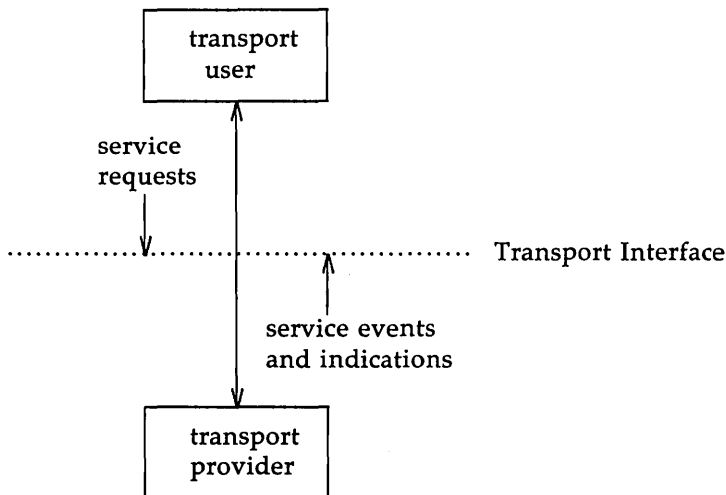 transport
user
service
requests
Transport Interface
service events
and indications
transport
provider